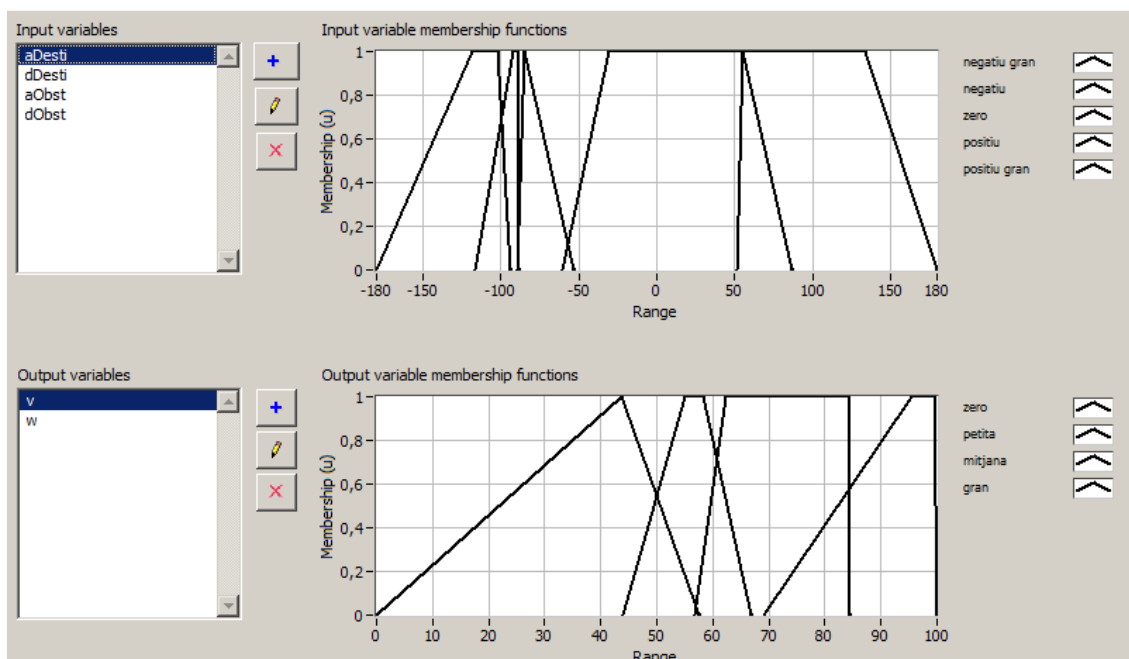 Input variables
aDesti
dDesti
aObst
dObst
Input variable membership functions
Membership (u)
1
0,8
0,6
0,4
0,2
0
-180 -150 -100 -50 0 50 100 150 180
Range
negatiu gran
negatiu
zero
positiu
positiu gran
Output variables
v
w
Output variable membership functions
Membership (u)
1
0,8
0,6
0,4
0,2
0
0 10 20 30 40 50 60 70 80 90 100
Range
zero
petita
mitjana
gran